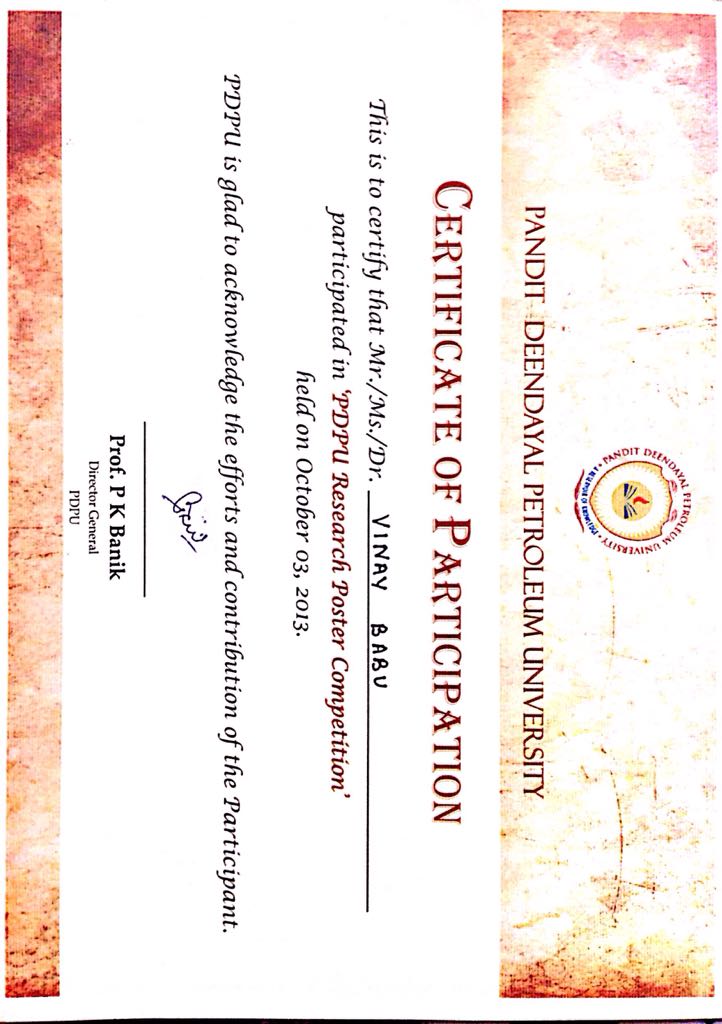 PANDIT DEENDAYAL PETROLEUM UNIVERSITY
PANDIT DEENDAYAL PETROLEUM UNIVERSITY
CERTIFICATE OF PARTICIPATION
This is to certify that Mr./Ms./Dr. VINAY BABU
participated in 'PDPU Research Poster Competition'
held on October 03, 2013.
PDPU is glad to acknowledge the efforts and contribution of the Participant.
Prof. P K Banik
Director General
PDPU